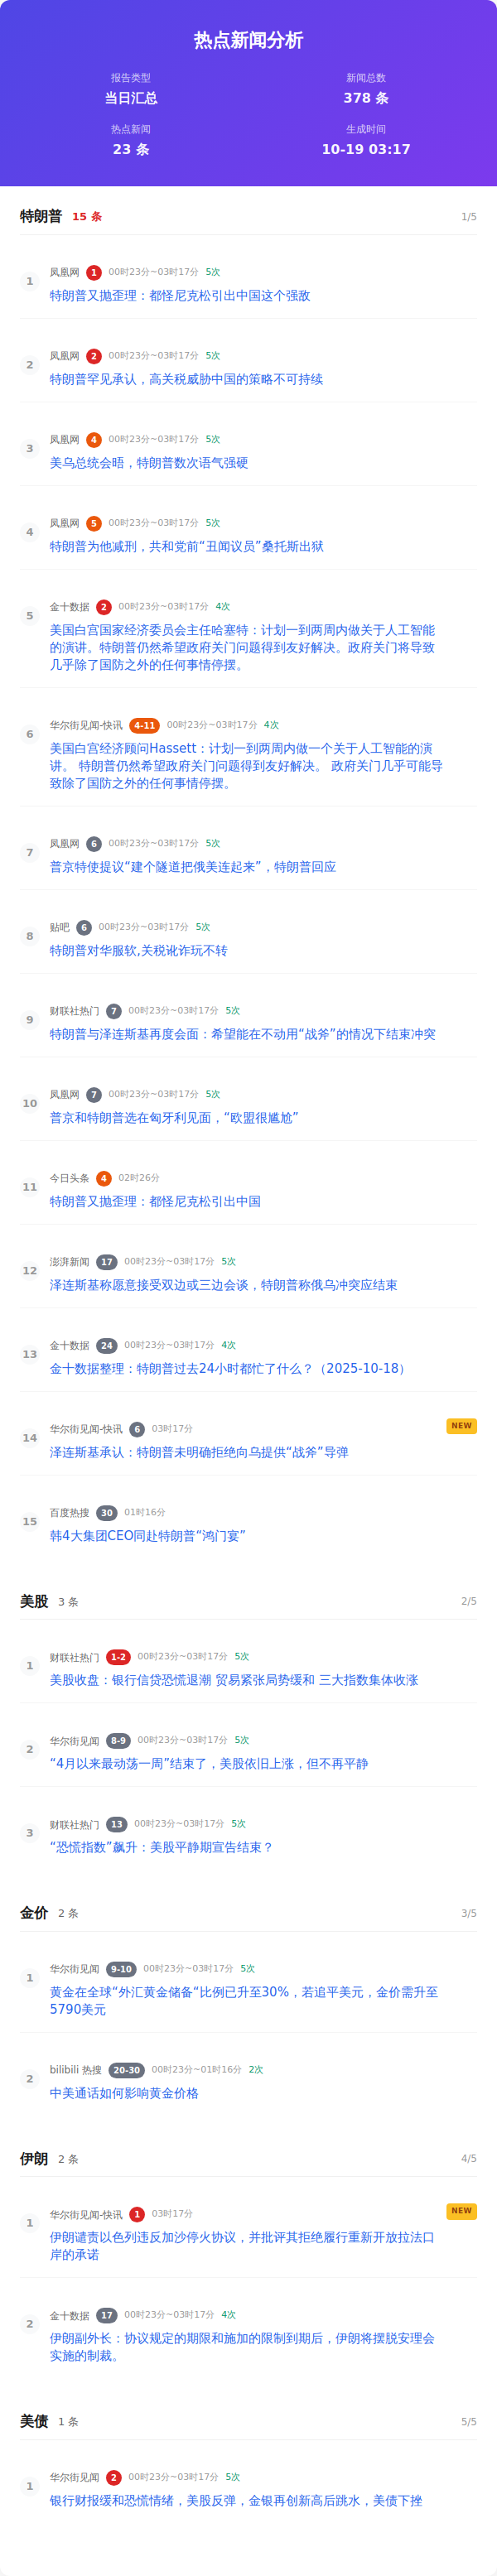 热点新闻分析
报告类型
新闻总数
当日汇总
378 条
热点新闻
生成时间
23 条
10-19 03:17
特朗普 15 条 1/5
1
凤凰网 1 00时23分~03时17分 5次
特朗普又抛歪理：都怪尼克松引出中国这个强敌
2
凤凰网 2 00时23分~03时17分 5次
特朗普罕见承认，高关税威胁中国的策略不可持续
3
凤凰网 4 00时23分~03时17分 5次
美乌总统会晤，特朗普数次语气强硬
4
凤凰网 5 00时23分~03时17分 5次
特朗普为他减刑，共和党前“丑闻议员”桑托斯出狱
5
金十数据 2 00时23分~03时17分 4次
美国白宫国家经济委员会主任哈塞特：计划一到两周内做关于人工智能
的演讲。特朗普仍然希望政府关门问题得到友好解决。政府关门将导致
几乎除了国防之外的任何事情停摆。
6
华尔街见闻-快讯 4-11 00时23分~03时17分 4次
美国白宫经济顾问Hassett：计划一到两周内做一个关于人工智能的演
讲。 特朗普仍然希望政府关门问题得到友好解决。 政府关门几乎可能导
致除了国防之外的任何事情停摆。
7
凤凰网 6 00时23分~03时17分 5次
普京特使提议“建个隧道把俄美连起来”，特朗普回应
8
贴吧 6 00时23分~03时17分 5次
特朗普对华服软,关税讹诈玩不转
9
财联社热门 7 00时23分~03时17分 5次
特朗普与泽连斯基再度会面：希望能在不动用“战斧”的情况下结束冲突
10
凤凰网 7 00时23分~03时17分 5次
普京和特朗普选在匈牙利见面，“欧盟很尴尬”
11
今日头条 4 02时26分
特朗普又抛歪理：都怪尼克松引出中国
12
澎湃新闻 17 00时23分~03时17分 5次
泽连斯基称愿意接受双边或三边会谈，特朗普称俄乌冲突应结束
13
金十数据 24 00时23分~03时17分 4次
金十数据整理：特朗普过去24小时都忙了什么？（2025-10-18）
14
华尔街见闻-快讯 6 03时17分 NEW
泽连斯基承认：特朗普未明确拒绝向乌提供“战斧”导弹
15
百度热搜 30 01时16分
韩4大集团CEO同赴特朗普“鸿门宴”
美股 3 条 2/5
1
财联社热门 1-2 00时23分~03时17分 5次
美股收盘：银行信贷恐慌退潮 贸易紧张局势缓和 三大指数集体收涨
2
华尔街见闻 8-9 00时23分~03时17分 5次
“4月以来最动荡一周”结束了，美股依旧上涨，但不再平静
3
财联社热门 13 00时23分~03时17分 5次
“恐慌指数”飙升：美股平静期宣告结束？
金价 2 条 3/5
1
华尔街见闻 9-10 00时23分~03时17分 5次
黄金在全球“外汇黄金储备“比例已升至30%，若追平美元，金价需升至
5790美元
2
bilibili 热搜 20-30 00时23分~01时16分 2次
中美通话如何影响黄金价格
伊朗 2 条 4/5
1
华尔街见闻-快讯 1 03时17分 NEW
伊朗谴责以色列违反加沙停火协议，并批评其拒绝履行重新开放拉法口
岸的承诺
2
金十数据 17 00时23分~03时17分 4次
伊朗副外长：协议规定的期限和施加的限制到期后，伊朗将摆脱安理会
实施的制裁。
美债 1 条 5/5
1
华尔街见闻 2 00时23分~03时17分 5次
银行财报缓和恐慌情绪，美股反弹，金银再创新高后跳水，美债下挫